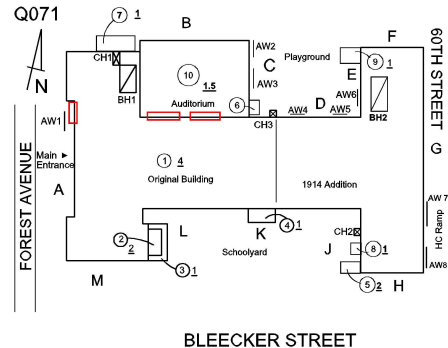 Q071
B
F
7 1
AW2
Playground
60TH STREET
CH1
C
9 1
10
1.5
AW3
E
N
BH1
Auditorium
6
D
AW6
AW4
AW5
BH2
AW1
CH3
G
Main ►
Entrance
1 4
Original Building
1914 Addition
A
FOREST AVENUE
AW 7
HC Ramp
4 1
CH2
2
2
L
K
J
8 1
3 1
Schoolyard
AW8
M
5 2
H
BLEECKER STREET